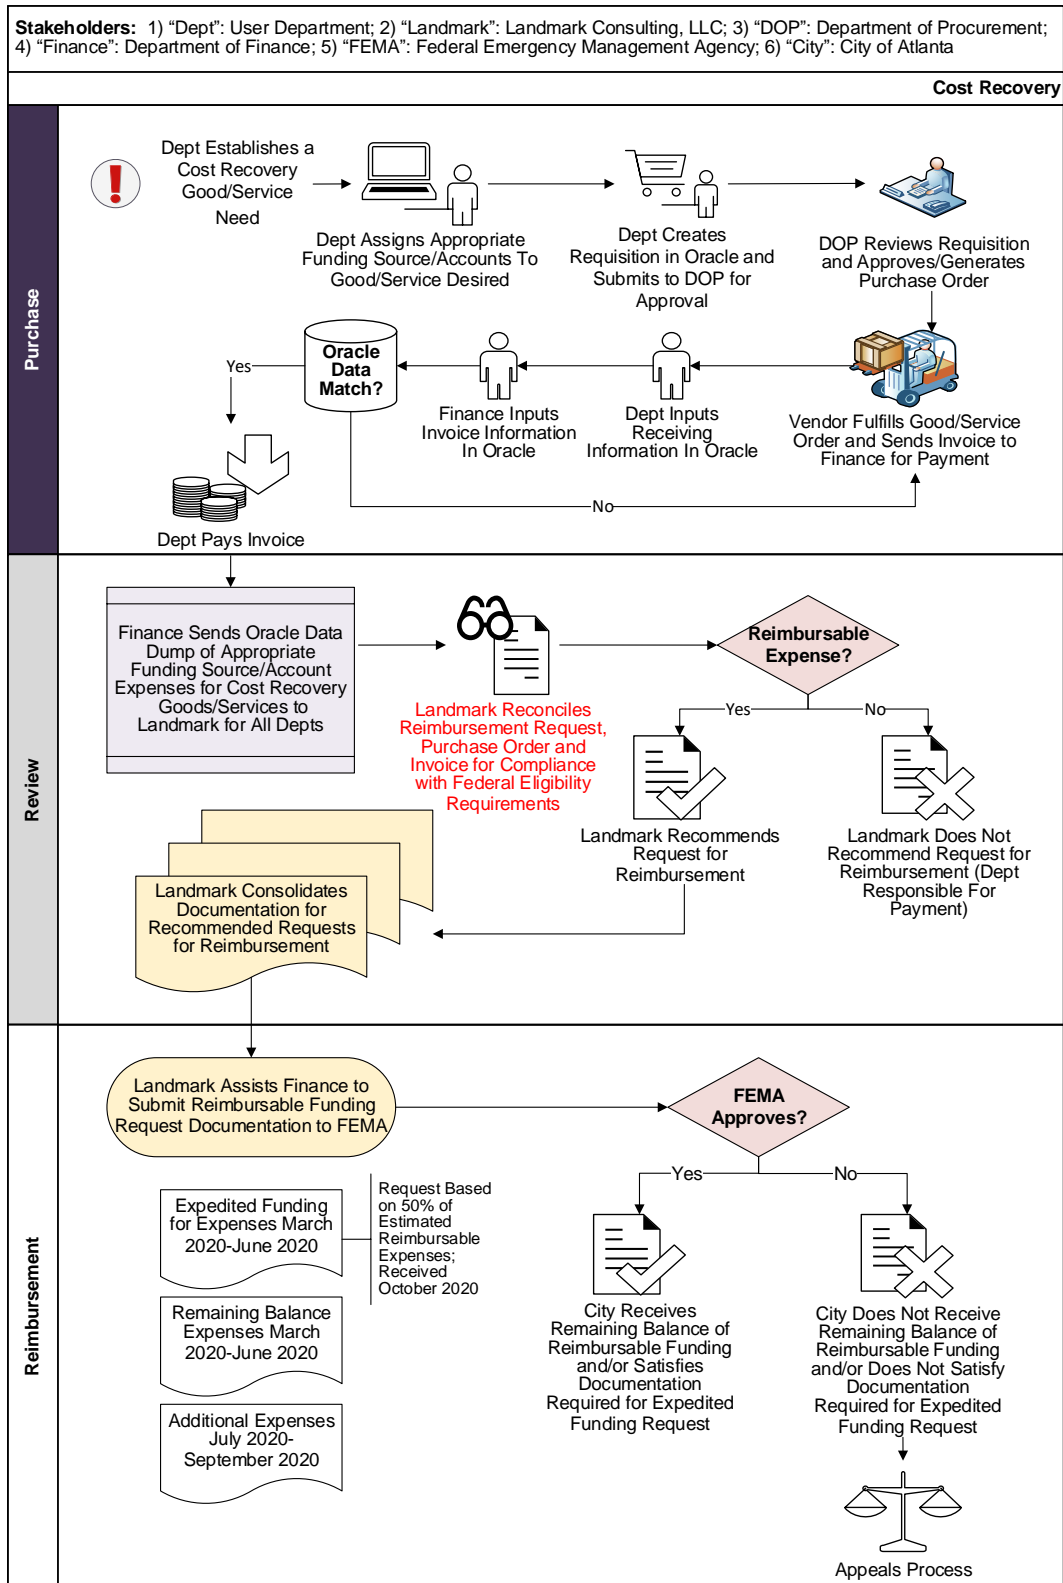 Stakeholders: 1) “Dept”: User Department; 2) “Landmark”: Landmark Consulting, LLC; 3) “DOP”: Department of Procurement;
4) “Finance”: Department of Finance; 5) “FEMA”: Federal Emergency Management Agency; 6) “City”: City of Atlanta
Cost Recovery
Purchase
Dept Establishes a
Cost Recovery
Good/Service
Need
Dept Assigns Appropriate
Funding Source/Accounts To
Good/Service Desired
Dept Creates
Requisition in Oracle and
Submits to DOP for
Approval
DOP Reviews Requisition
and Approves/Generates
Purchase Order
Vendor Fulfills Good/Service
Order and Sends Invoice to
Finance for Payment
Dept Inputs
Receiving
Information In Oracle
Finance Inputs
Invoice Information
In Oracle
Oracle
Data
Match?
Yes
No
Dept Pays Invoice
Review
Finance Sends Oracle Data
Dump of Appropriate
Funding Source/Account
Expenses for Cost Recovery
Goods/Services to
Landmark for All Depts
Landmark Reconciles
Reimbursement Request,
Purchase Order and
Invoice for Compliance
with Federal Eligibility
Requirements
Reimbursable
Expense?
Yes
No
Landmark Recommends
Request for
Reimbursement
Landmark Does Not
Recommend Request for
Reimbursement (Dept
Responsible For
Payment)
Landmark Consolidates
Documentation for
Recommended Requests
for Reimbursement
Reimbursement
Landmark Assists Finance to
Submit Reimbursable Funding
Request Documentation to FEMA
FEMA
Approves?
Yes
No
Expedited Funding
for Expenses March
2020-June 2020
Request Based
on 50% of
Estimated
Reimbursable
Expenses;
Received
October 2020
Remaining Balance
Expenses March
2020-June 2020
Additional Expenses
July 2020-
September 2020
City Receives
Remaining Balance of
Reimbursable Funding
and/or Satisfies
Documentation
Required for Expedited
Funding Request
City Does Not Receive
Remaining Balance of
Reimbursable Funding
and/or Does Not Satisfy
Documentation
Required for Expedited
Funding Request
Appeals Process